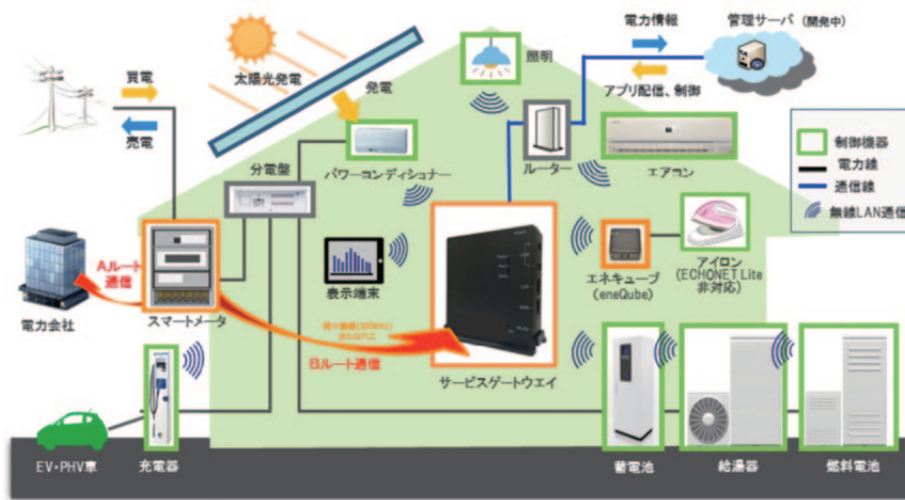 電力情報
管理サーバ (開発中)
アプリ配信、制御
買電
売電
太陽光発電
発電
照明
制御機器
電力線
通信線
無線LAN通信
分電盤
パワーコンディショナー
ルーター
エアコン
Aルート
通信
電力会社
スマートメータ
表示端末
エネキューブ
(eneQube)
アイロン
(ECHONET Lite
非対応)
Bルート通信
サービスゲートウエイ
EV・PHV車
充電器
蓄電池
給湯器
燃料電池